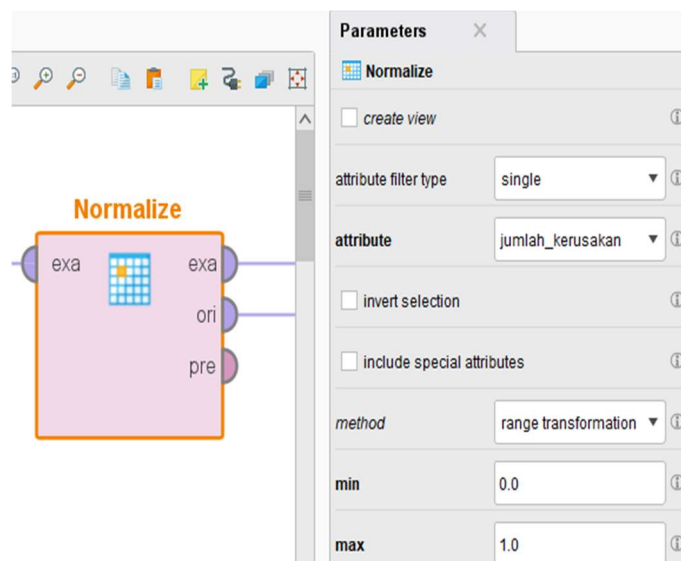 Parameters
Normalize
create view
attribute filter type single
attribute jumlah_kerusakan
invert selection
include special attributes
method range transformation
min 0.0
max 1.0
Normalize
exa exa
ori
pre